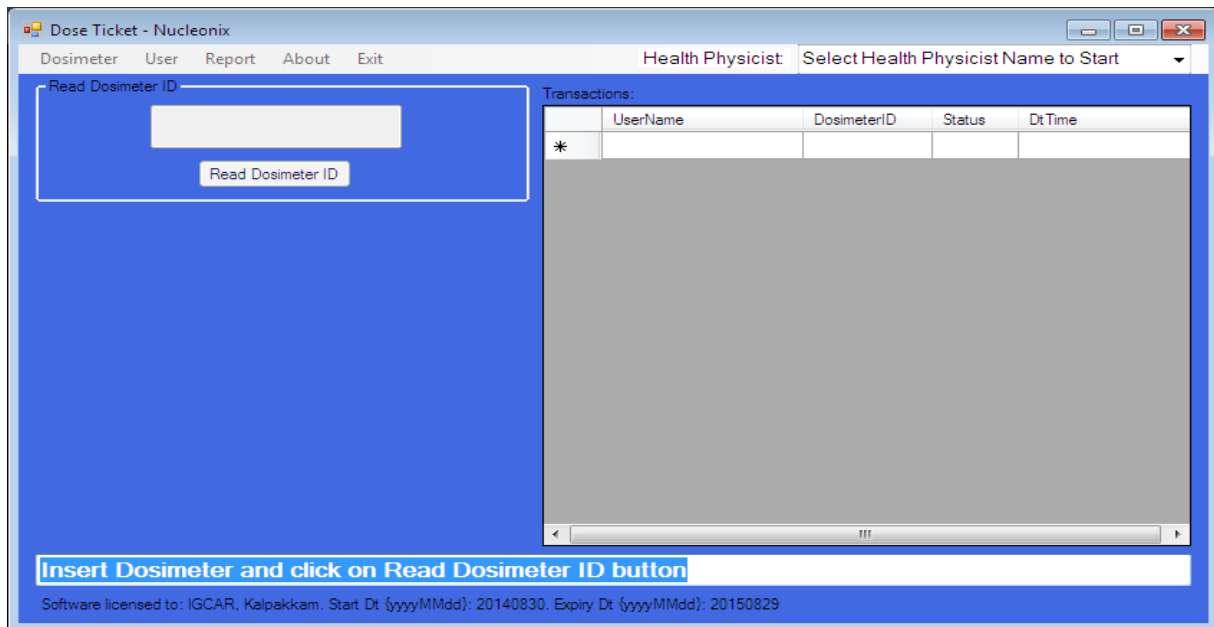 Dose Ticket - Nucleonix
Dosimeter User Report About Exit Health Physicist: Select Health Physicist Name to Start
Read Dosimeter ID
Read Dosimeter ID
Transactions:
UserName DosimeterID Status DtTime
Insert Dosimeter and click on Read Dosimeter ID button
Software licensed to: IGCAR, Kalpakkam. Start Dt {yyyyMMdd}: 20140830. Expiry Dt {yyyyMMdd}: 20150829